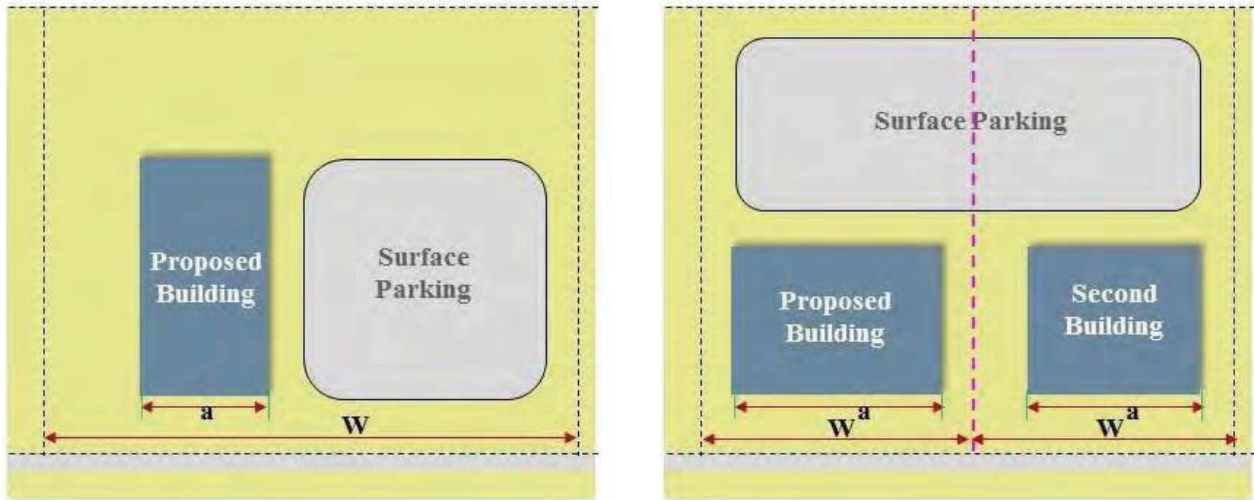 Proposed
Building
Surface
Parking
a
W
Surface Parking
Proposed
Building
Second
Building
a
a
W
W